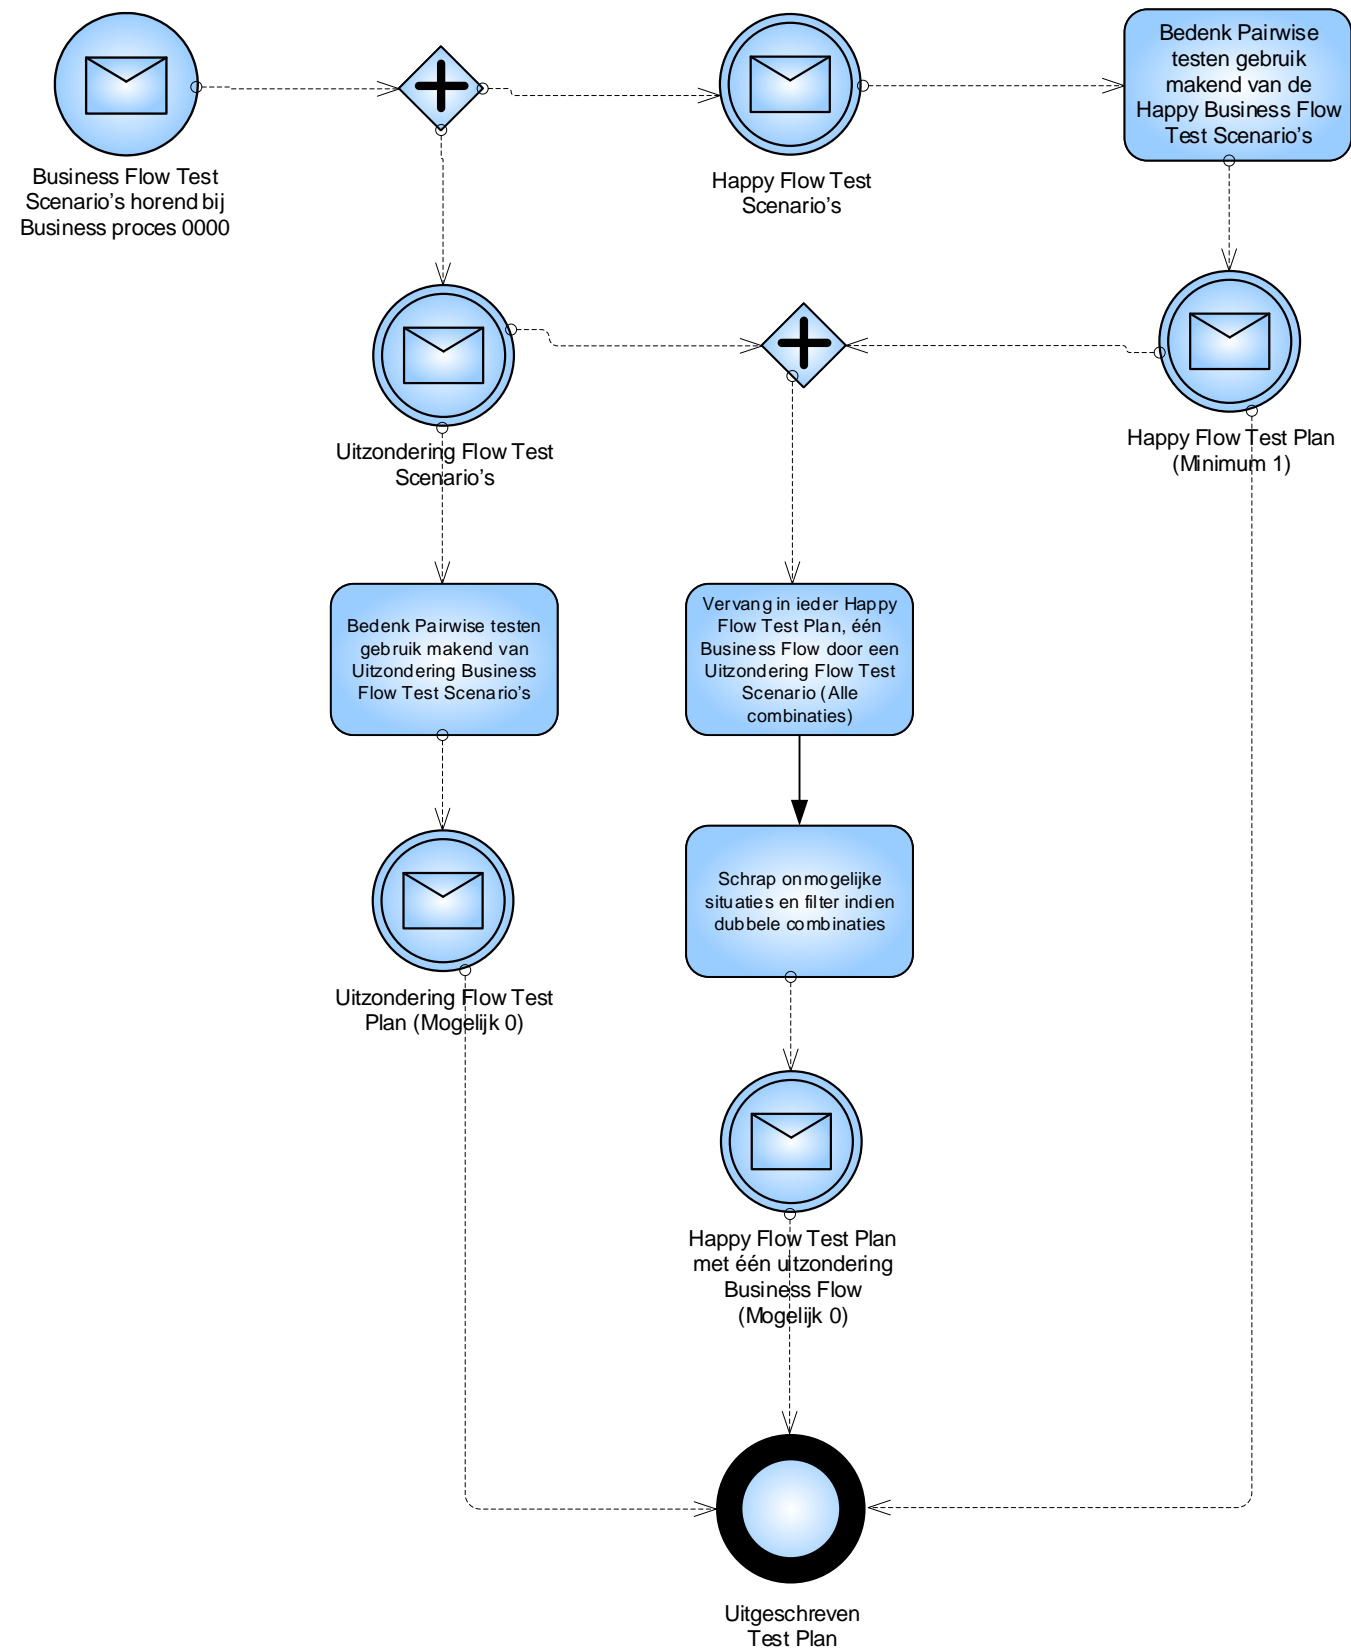 Business Flow Test
Scenario's horend bij
Business proces 0000
Happy Flow Test
Scenario's
Bedenk Pairwise
testen gebruik
makend van de
Happy Business Flow
Test Scenario's
Uitzondering Flow Test
Scenario's
Happy Flow Test Plan
(Minimum 1)
Bedenk Pairwise testen
gebruik makend van
Uitzondering Business
Flow Test Scenario's
Vervang in ieder Happy
Flow Test Plan, één
Business Flow door een
Uitzondering Flow Test
Scenario (Alle
combinaties)
Schrap onmogelijke
situaties en filter indien
dubbele combinaties
Uitzondering Flow Test
Plan (Mogelijk 0)
Happy Flow Test Plan
met één uitzondering
Business Flow
(Mogelijk 0)
Uitgeschreven
Test Plan